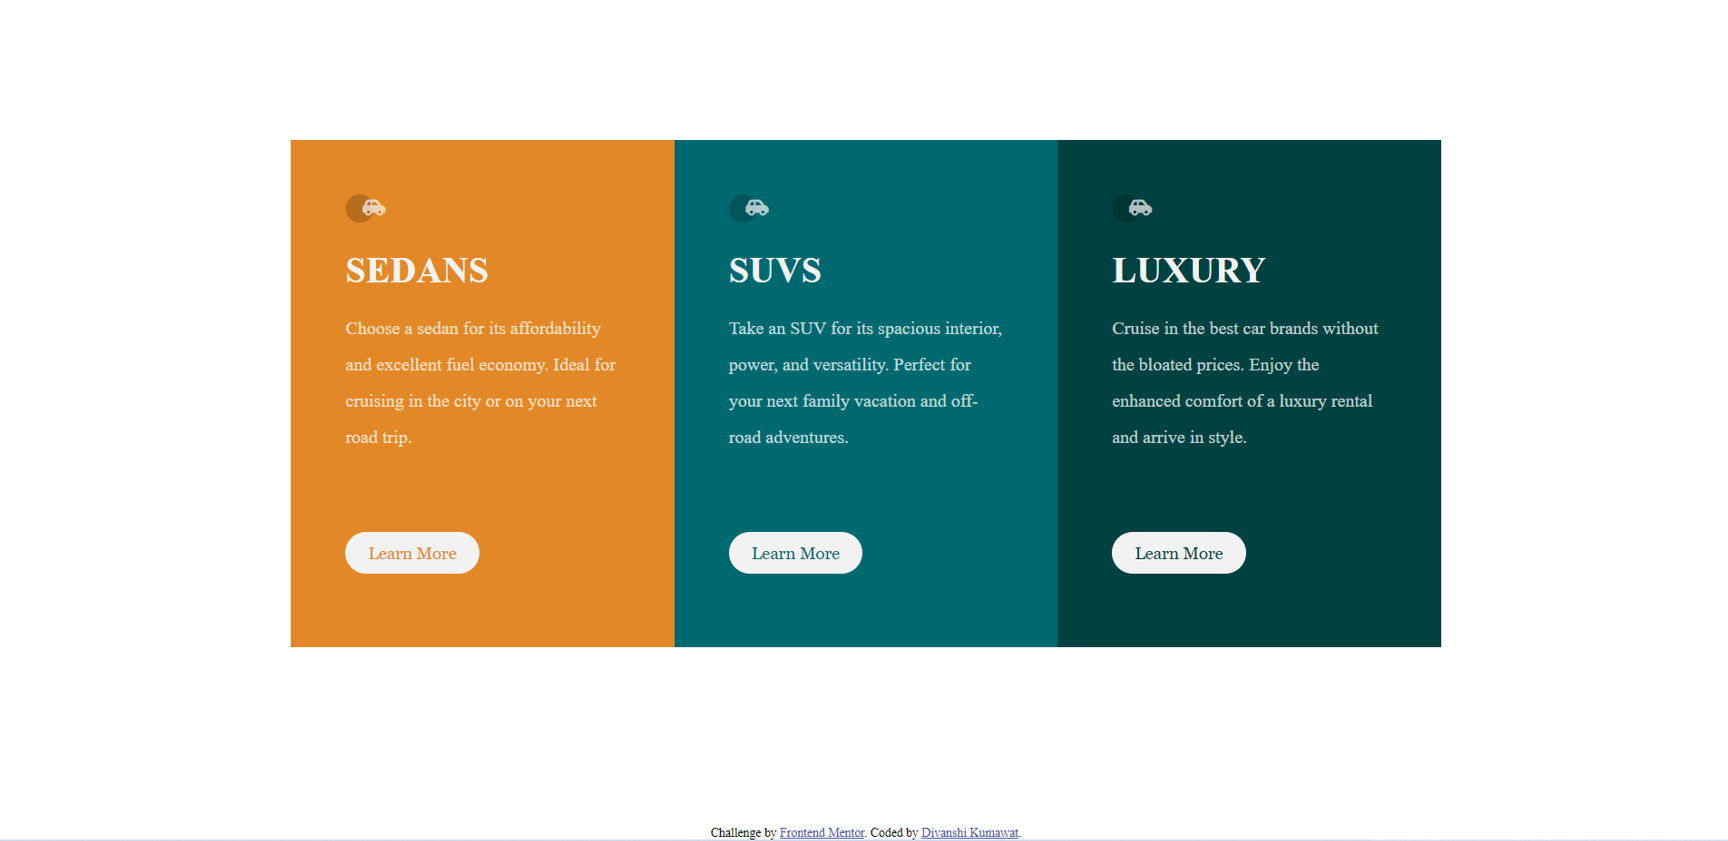 SEDANS
Choose a sedan for its affordability
and excellent fuel economy. Ideal for
cruising in the city or on your next
road trip.
Learn More
SUVS
Take an SUV for its spacious interior,
power, and versatility. Perfect for
your next family vacation and off-
road adventures.
Learn More
LUXURY
Cruise in the best car brands without
the bloated prices. Enjoy the
enhanced comfort of a luxury rental
and arrive in style.
Learn More
Challenge by Frontend Mentor. Coded by Divanshi Kumawat.